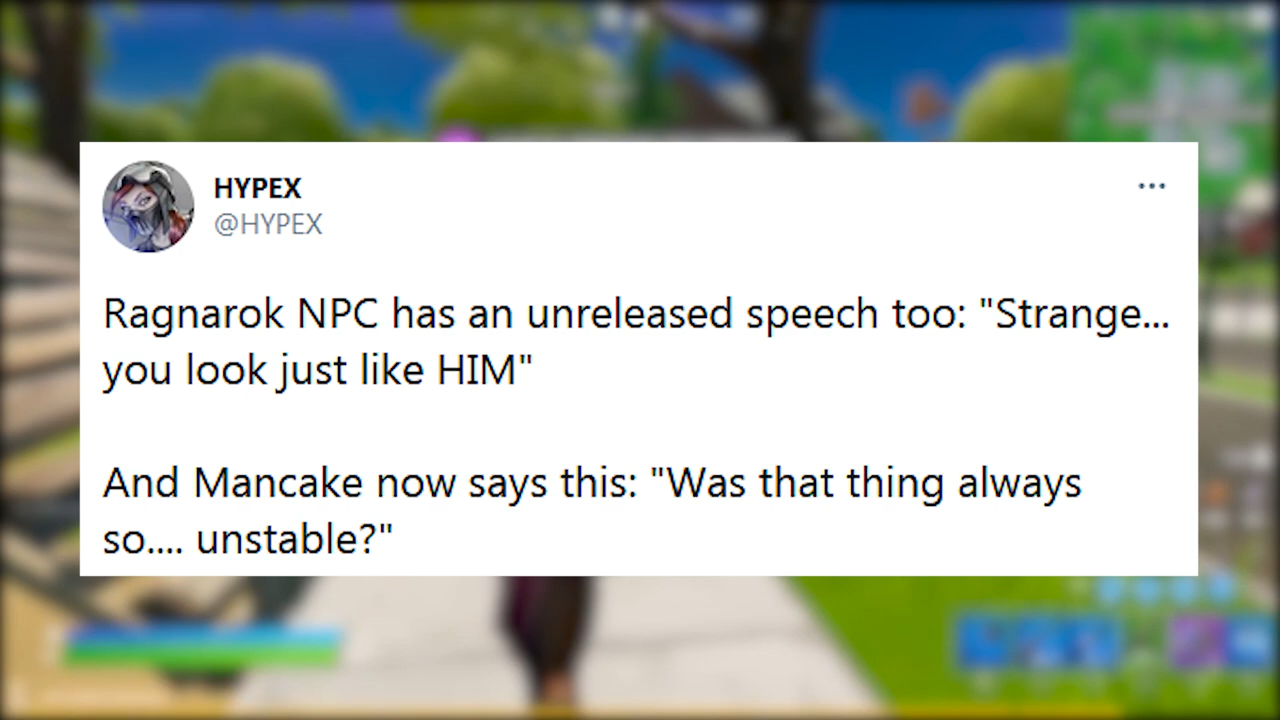 HYPEX
@HYPEX
Ragnarok NPC has an unreleased speech too: "Strange...
you look just like HIM"
And Mancake now says this: "Was that thing always
so.... unstable?"